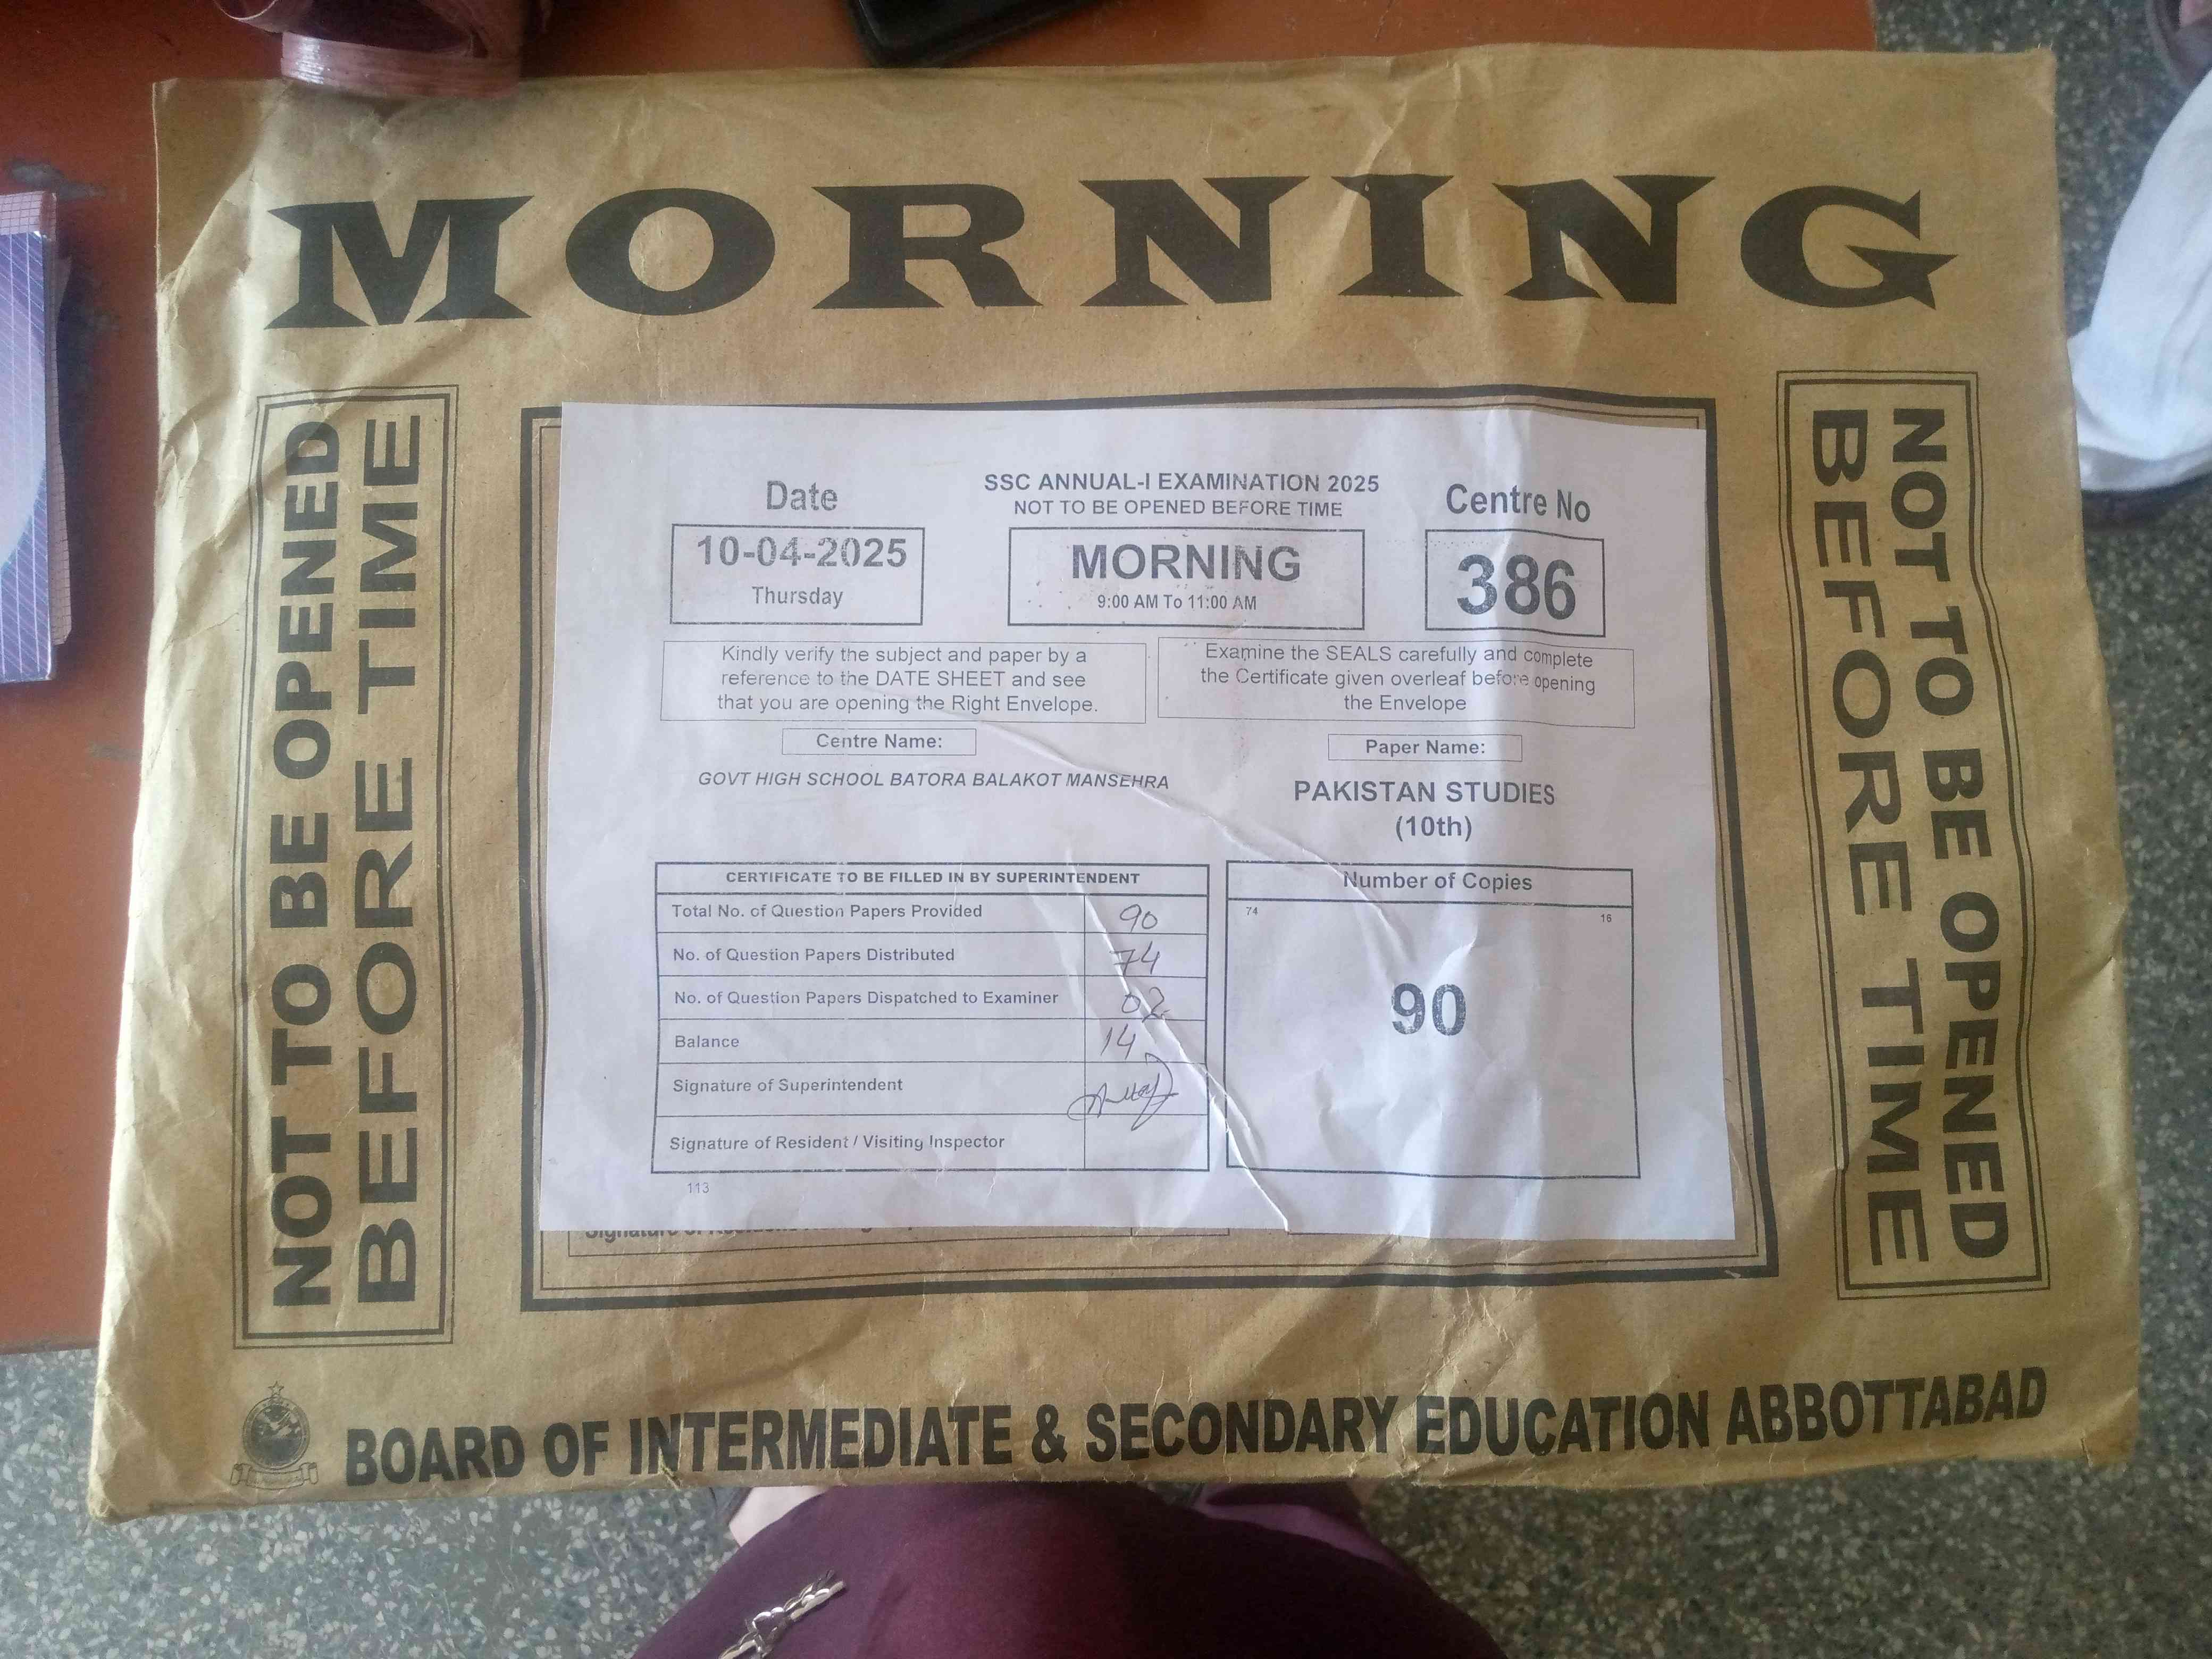 MORNING
NOT TO BE OPENED
BEFORE TIME
Date
10-04-2025
Thursday
SSC ANNUAL-I EXAMINATION 2025
NOT TO BE OPENED BEFORE TIME
MORNING
9:00 AM To 11:00 AM
Centre No
386
Kindly verify the subject and paper by a
reference to the DATE SHEET and see
that you are opening the Right Envelope.
Examine the SEALS carefully and complete
the Certificate given overleaf before opening
the Envelope
Centre Name:
GOVT HIGH SCHOOL BATORA BALAKOT MANSEHRA
Paper Name:
PAKISTAN STUDIES
(10th)
CERTIFICATE TO BE FILLED IN BY SUPERINTENDENT
Total No. of Question Papers Provided 90
No. of Question Papers Distributed 74
No. of Question Papers Dispatched to Examiner 02
Balance 14
Signature of Superintendent
Signature of Resident / Visiting Inspector
113
Number of Copies
74 16
90
NOT TO BE OPENED
BEFORE TIME
BOARD OF INTERMEDIATE & SECONDARY EDUCATION ABBOTTABAD